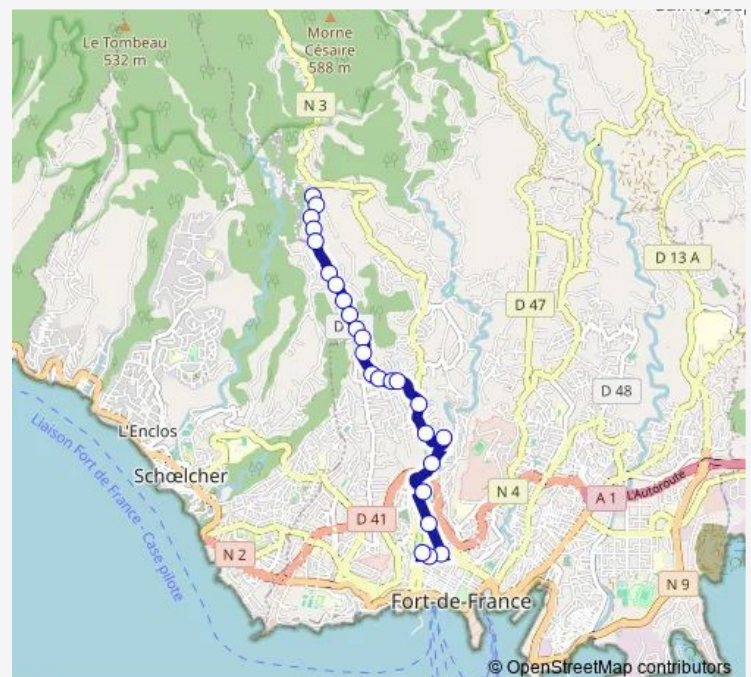 Le Tombeau
532 m
Morne
Césaire
588 m
N 3
D 13 A
D 47
D
D 48
L'Enclos
Schœlcher
Liaison Fort de France - Case pilote
N 4
A 1
L'Autoroute
D 41
N 2
N 9
Fort-de-France
© OpenStreetMap contributors